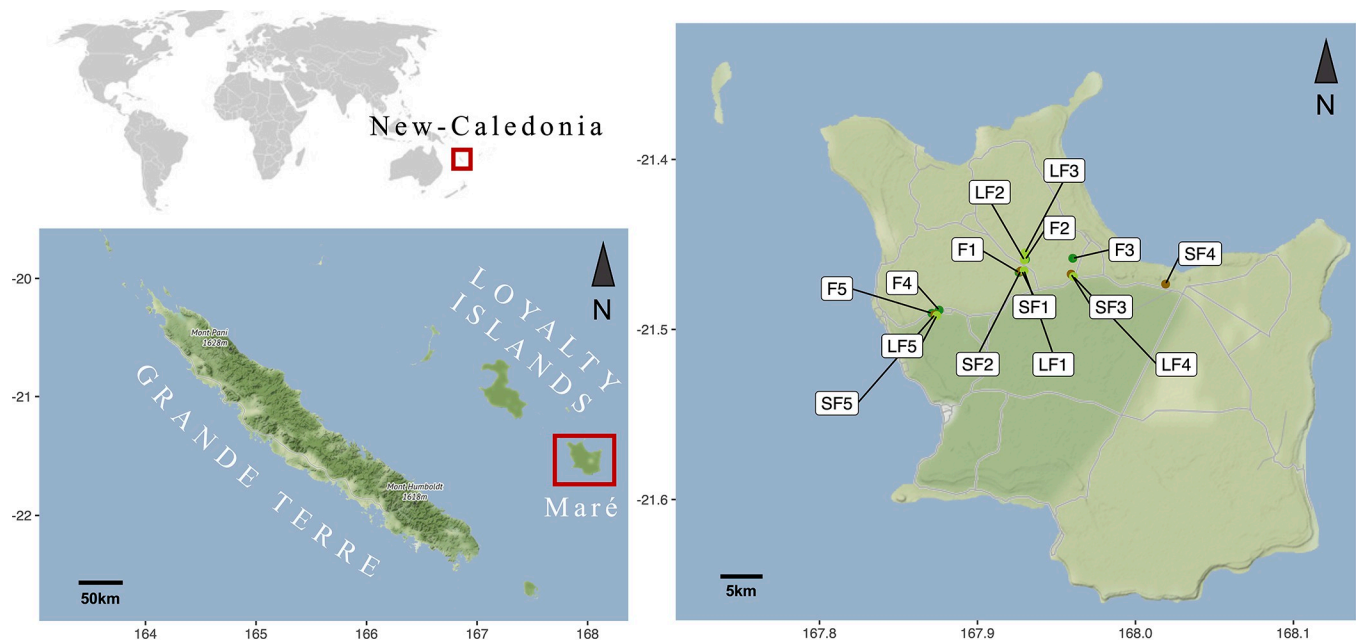 New-Caledonia
-20
-21
-22
164
165
166
167
168
Mont Pani
1628m
Mont Humboldt
1618m
GRANDE TERRE
LOYALTY
ISLANDS
Maré
N
50km
-21.4
-21.5
-21.6
167.8
167.9
168.0
168.1
N
LF3
LF2
F2
F1
F3
SF4
F4
F5
SF1
SF3
LF5
SF2
LF1
LF4
SF5
5km